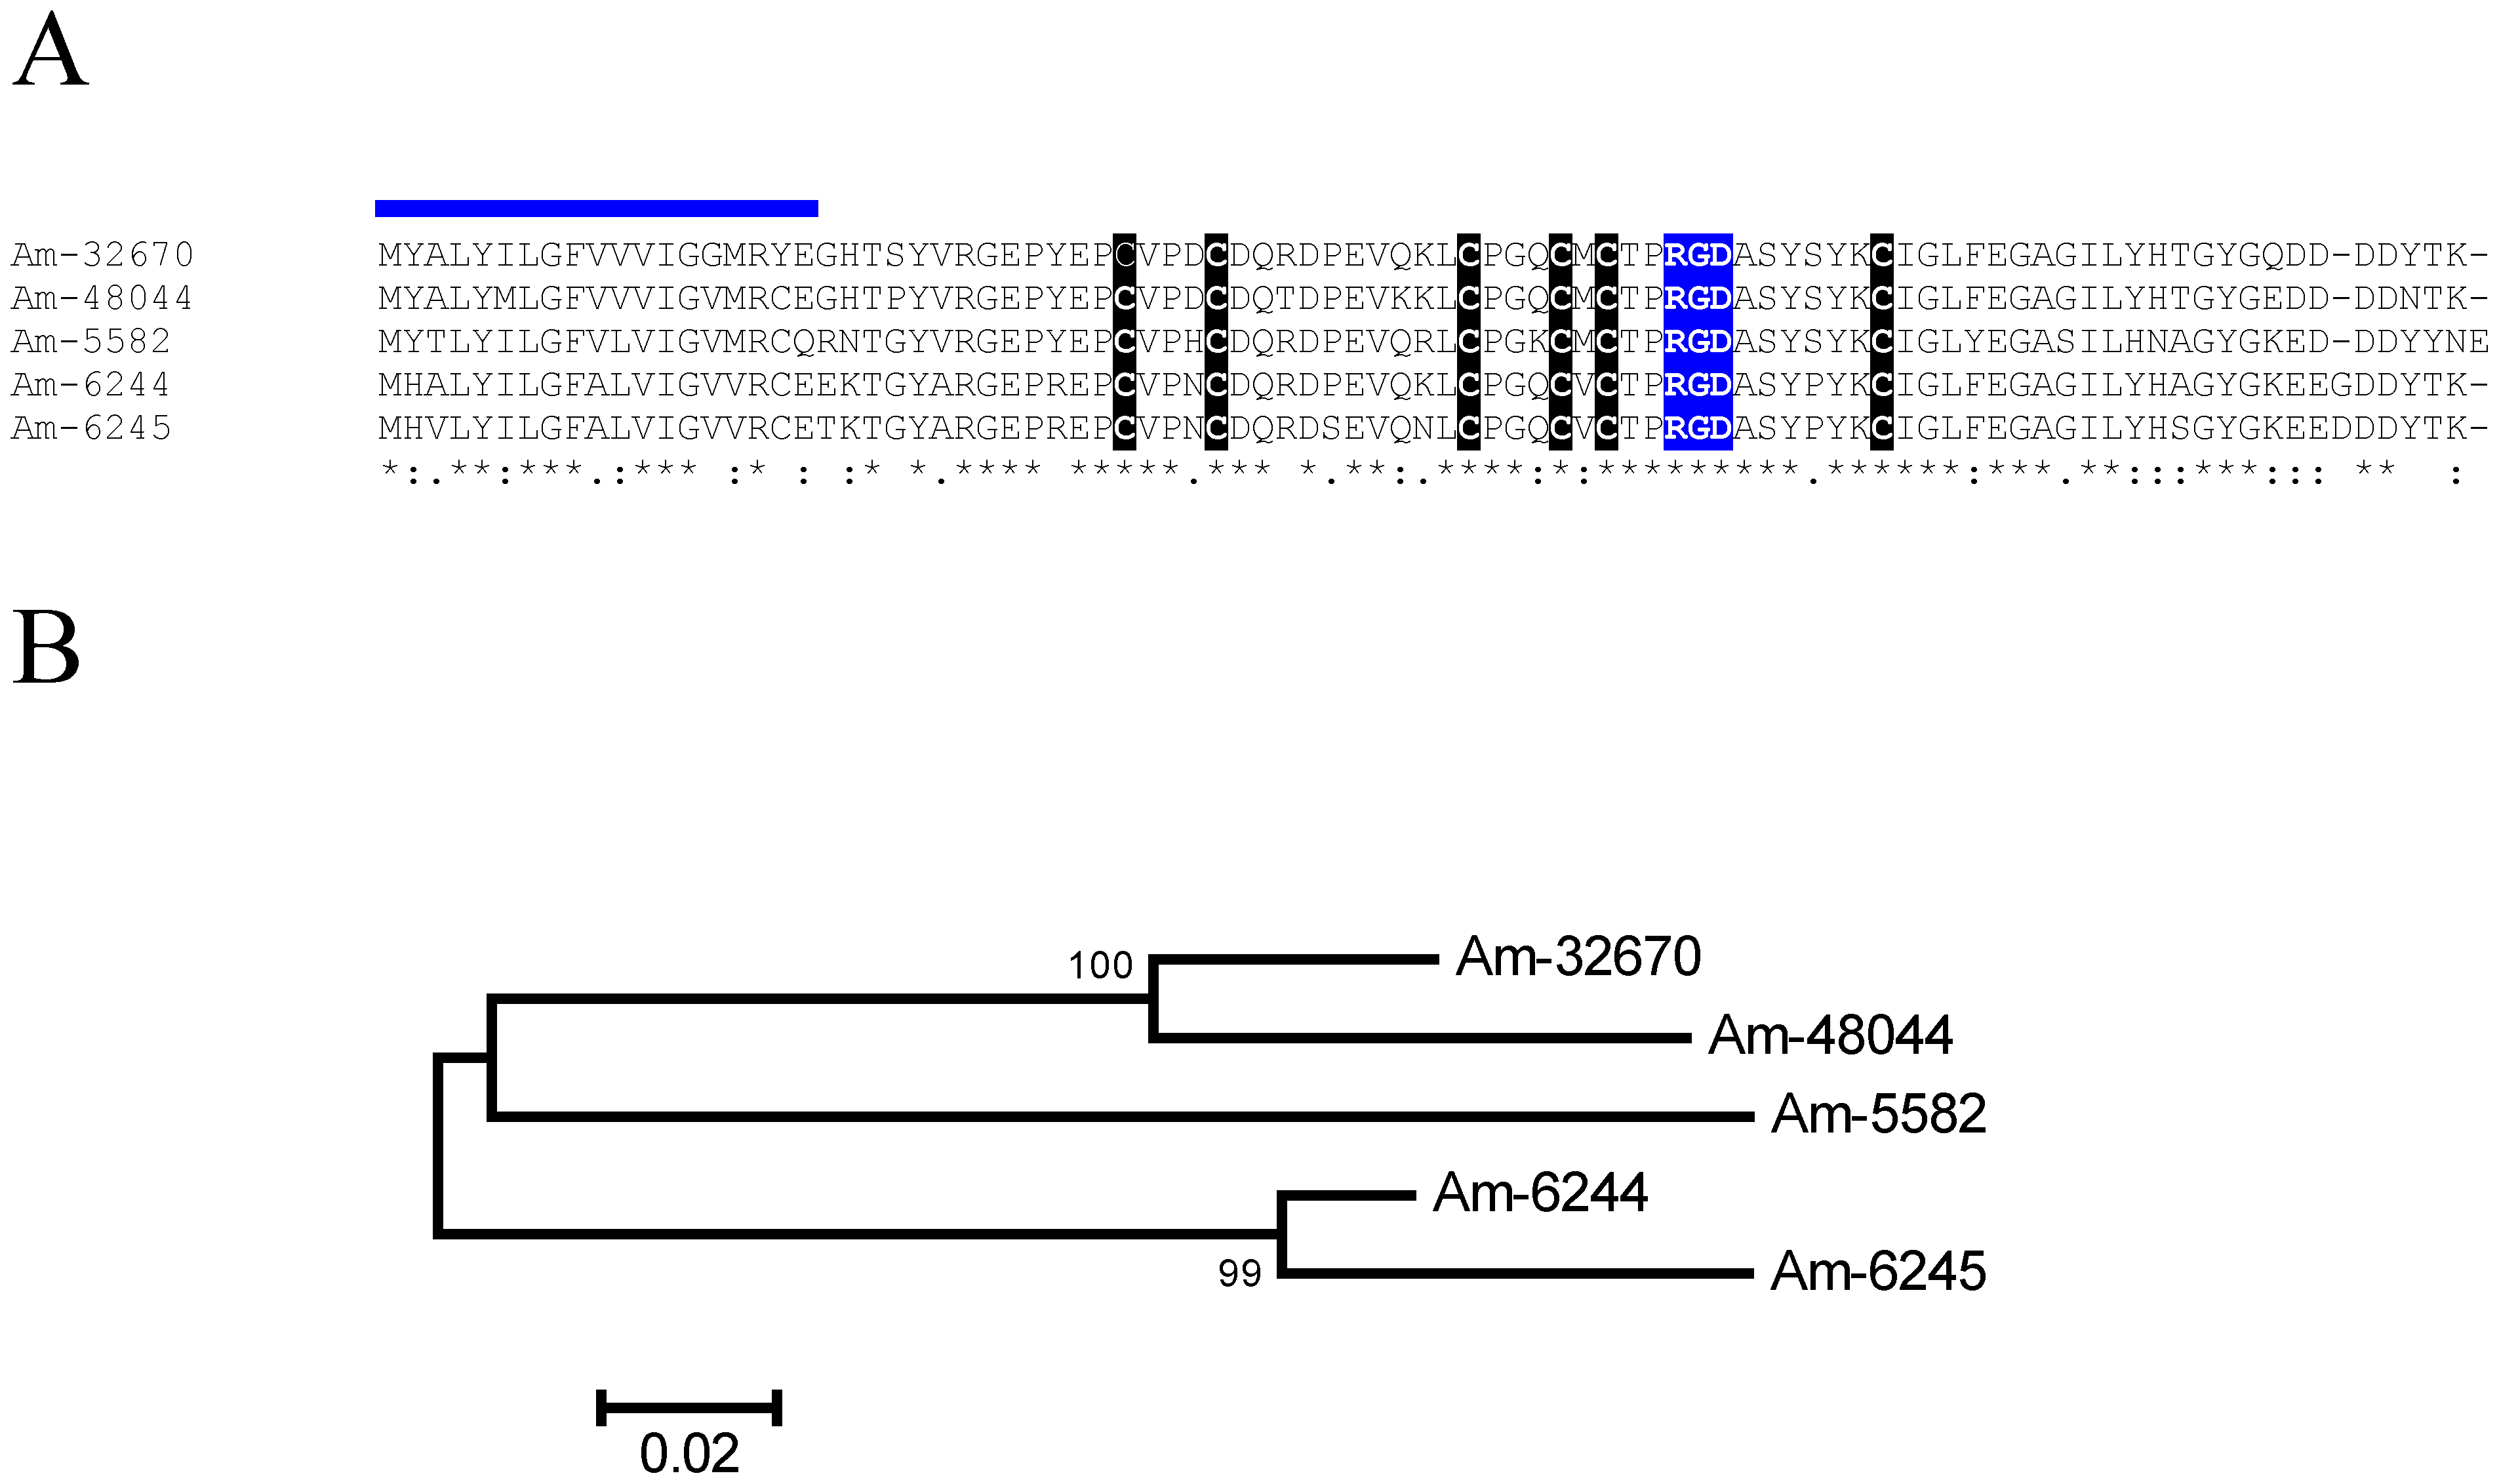 A
Am-32670 MYALYILGFVVVIGGMRYEGHTSYVRGEPYEPCVPDCDQRDPEVQKLCPGQCMCTPRGDASYSYKCIGLFEGAGILYHTGYGQDD-DDYTK-
Am-48044 MYALYMLGFVVVIGVMRCEGHTPYVRGEPYEPCVPDCDQTDPEVKKLCPGQCMCTPRGDASYSYKCIGLFEGAGILYHTGYGEDD-DDNTK-
Am-5582 MYTLYILGFVLVIGVMRCQRNTGYVRGEPYEPCVPHCDQRDPEVQRLCPGKCMCTPRGDASYSYKCIGLYEGASILHNAGYGKED-DDYYNE
Am-6244 MHALYILGFALVIGVVRCEEKTGYARGEPREPCVPNCDQRDPEVQKLCPGQCVCTPRGDASYPYKCIGLFEGAGILYHAGYGKEEGDDYTK-
Am-6245 MHVLYILGFALVIGVVRCETKTGYARGEPREPCVPNCDQRDSEVQNLCPGQCVCTPRGDASYPYKCIGLFEGAGILYHSGYGKEEDDDYTK-
*:.**:***.:*** :* : :* *.**** *****.*** *.**:.****:*:*********.******:***.**:::***::: **  :
B
100
Am-32670
Am-48044
Am-5582
Am-6244
99
Am-6245
0.02